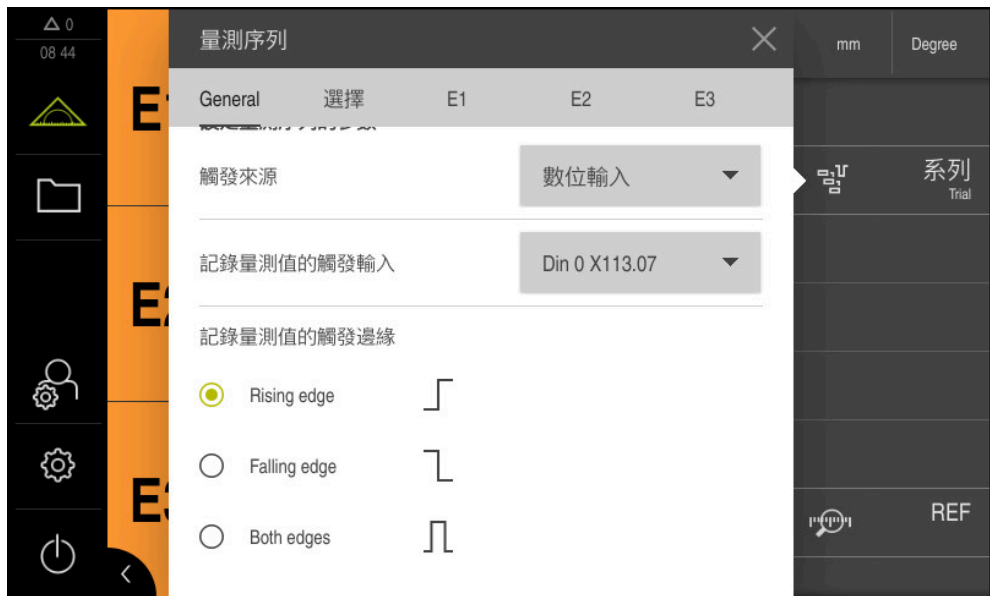 0
08 44
量測序列
mm
Degree
General
選擇
E1
E2
E3
觸發來源
數位輸入
系列
Trial
記錄量測值的觸發輸入
Din 0 X113.07
記錄量測值的觸發邊緣
Rising edge
Falling edge
Both edges
REF